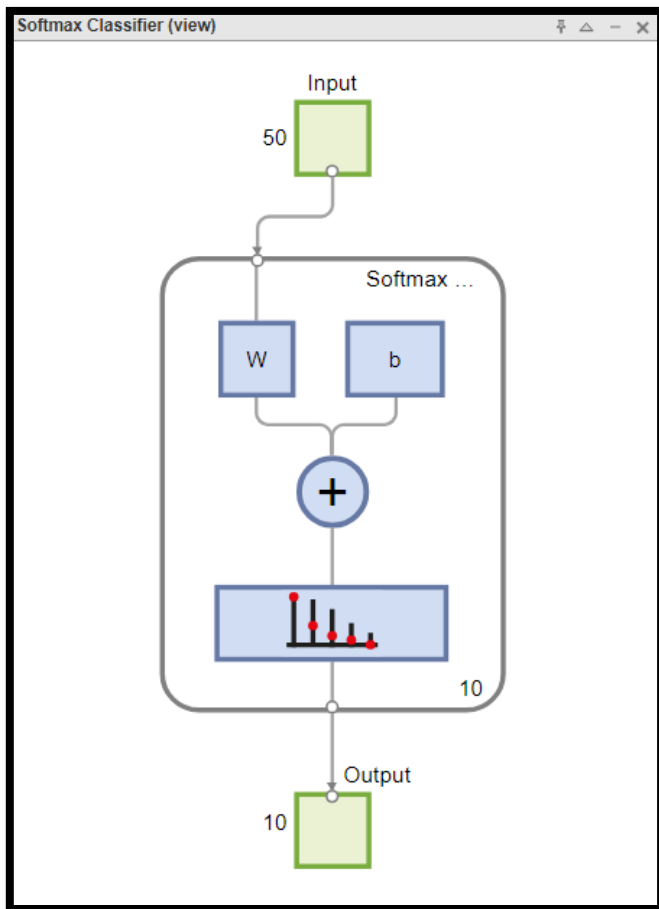 Softmax Classifier (view)
Input
50
Softmax ...
W
b
+
10
Output
10